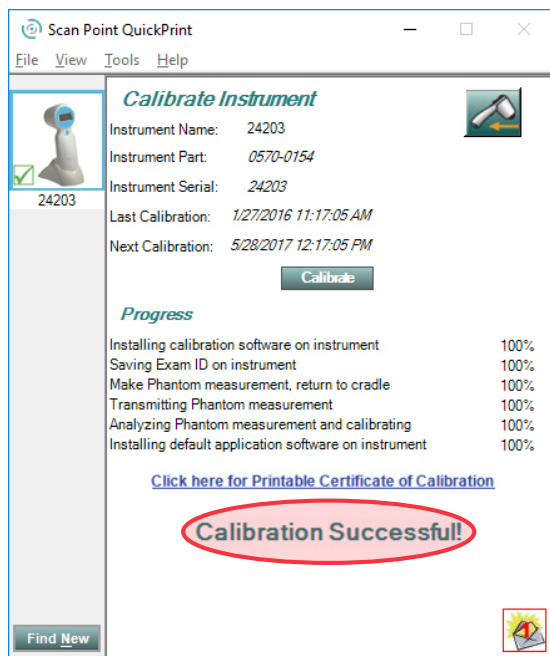 Scan Point QuickPrint
File View Tools Help
24203
Calibrate Instrument
Instrument Name: 24203
Instrument Part: 0570-0154
Instrument Serial: 24203
Last Calibration: 1/27/2016 11:17:05 AM
Next Calibration: 5/28/2017 12:17:05 PM
Calibrate
Progress
Installing calibration software on instrument 100%
Saving Exam ID on instrument 100%
Make Phantom measurement, return to cradle 100%
Transmitting Phantom measurement 100%
Analyzing Phantom measurement and calibrating 100%
Installing default application software on instrument 100%
Click here for Printable Certificate of Calibration
Calibration Successful!
Find New